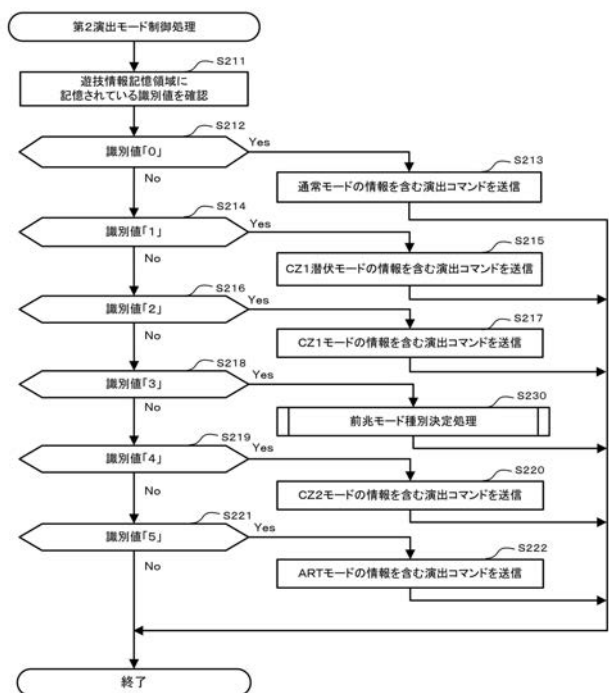 第2演出モード制御処理
S211
遊技情報記憶領域に
記憶されている識別値を確認
S212
識別値「0」
Yes
No
S213
通常モードの情報を含む演出コマンドを送信
S214
識別値「1」
Yes
No
S215
CZ1潜伏モードの情報を含む演出コマンドを送信
S216
識別値「2」
Yes
No
S217
CZ1モードの情報を含む演出コマンドを送信
S218
識別値「3」
Yes
No
S230
前兆モード種別決定処理
S219
識別値「4」
Yes
No
S220
CZ2モードの情報を含む演出コマンドを送信
S221
識別値「5」
Yes
No
S222
ARTモードの情報を含む演出コマンドを送信
終了